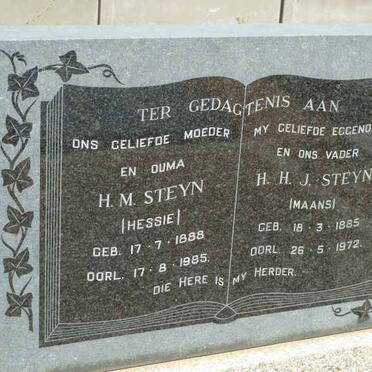 TER GEDAGTENIS AAN
ONS GELIEFDE MOEDER
EN OUMA
H.M. STEYN
(HESSIE)
GEB. 17-7-1888
OORL. 17-8-1985.
MY GELIEFDE EGGENO
EN ONS VADER
H. H. J. STEYN
(MAANS)
GEB. 18-3-1885
OORL. 26-5-1972.
DIE HERE IS MY HERDER.